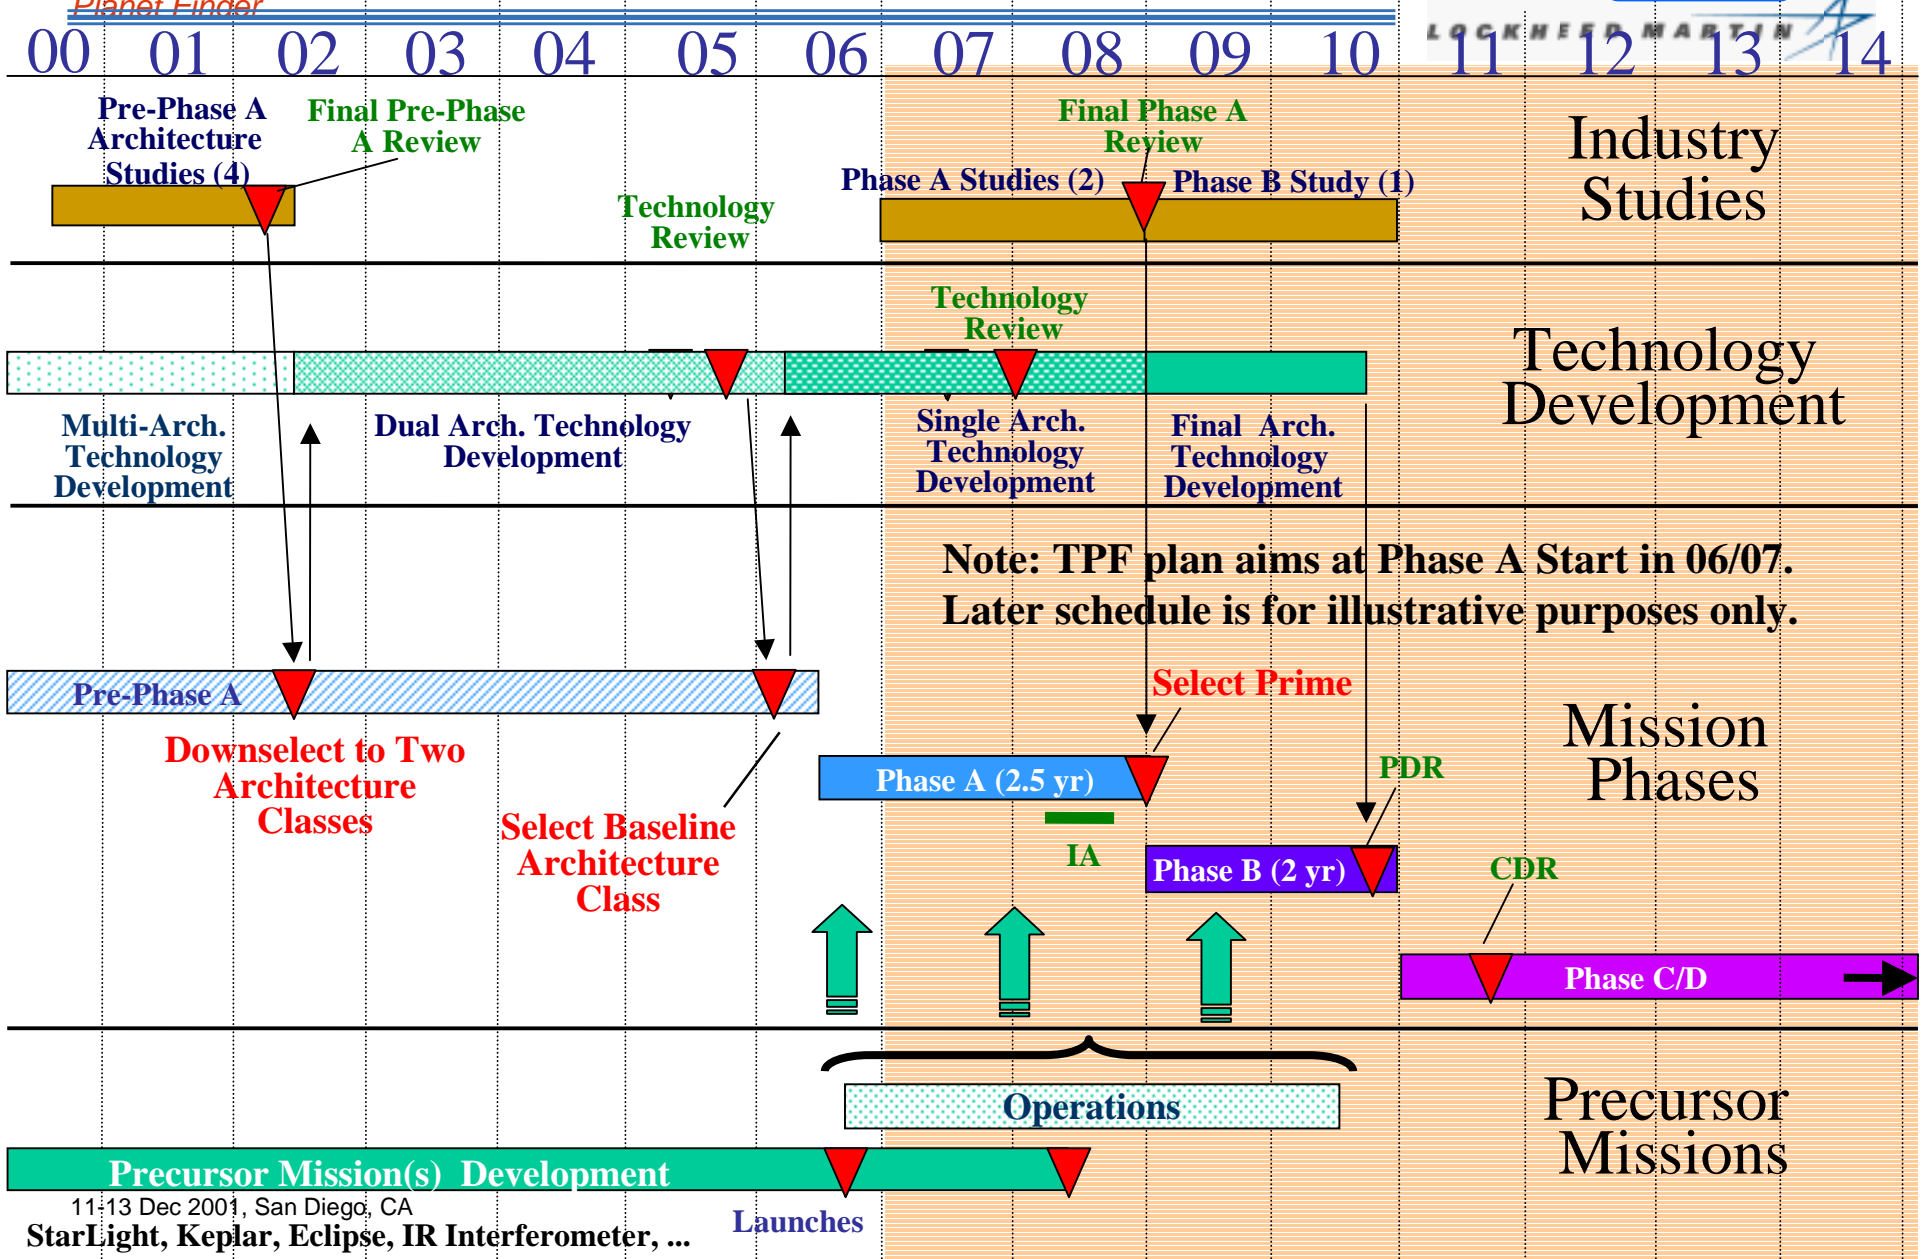 Planet Finder
LOCKHEED MARTIN
00 01 02 03 04 05 06 07 08 09 10 11 12 13 14
Pre-Phase A
Architecture
Studies (4)
Final Pre-Phase
A Review
Technology
Review
Final Phase A
Review
Phase A Studies (2)
Phase B Study (1)
Industry
Studies
Technology
Review
Multi-Arch.
Technology
Development
Dual Arch. Technology
Development
Single Arch.
Technology
Development
Final Arch.
Technology
Development
Technology
Development
Note: TPF plan aims at Phase A Start in 06/07.
Later schedule is for illustrative purposes only.
Pre-Phase A
Downselect to Two
Architecture
Classes
Select Baseline
Architecture
Class
Select Prime
Phase A (2.5 yr)
IA
PDR
Phase B (2 yr)
CDR
Phase C/D
Mission
Phases
Operations
Precursor Mission(s) Development
Precursor
Missions
11-13 Dec 2001, San Diego, CA
StarLight, Keplar, Eclipse, IR Interferometer, ...
Launches